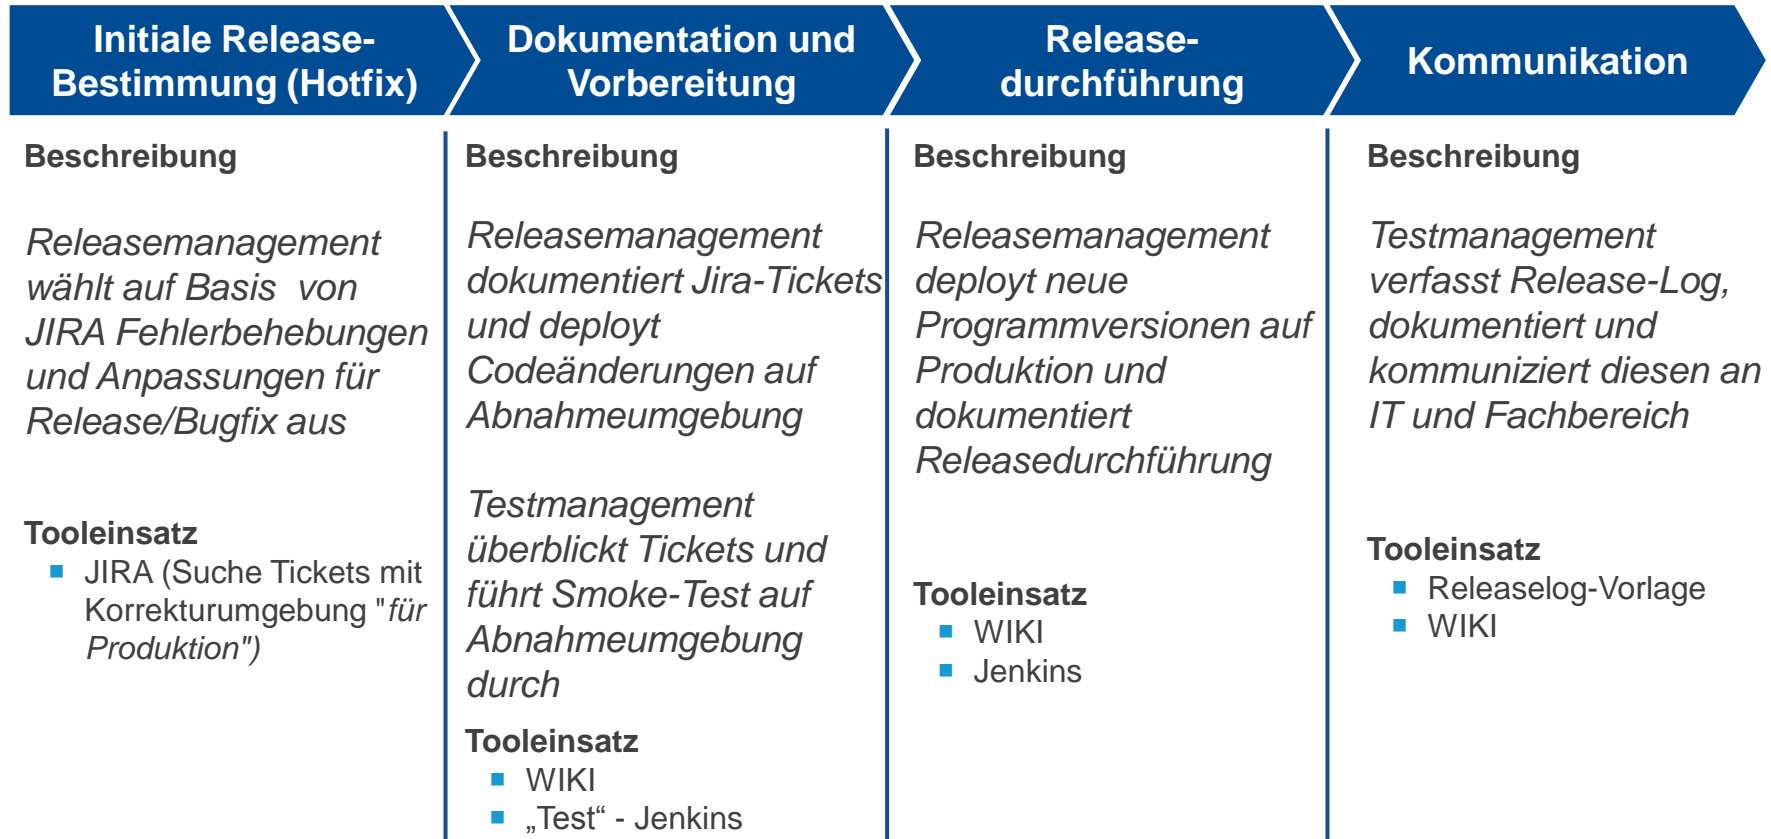 Initiale Release-
Bestimmung (Hotfix)
Dokumentation und
Vorbereitung
Release-
durchführung
Kommunikation
Beschreibung
Releasemanagement
wählt auf Basis  von
JIRA Fehlerbehebungen
und Anpassungen für
Release/Bugfix aus
Tooleinsatz
JIRA (Suche Tickets mit
Korrekturumgebung "für
Produktion")
Beschreibung
Releasemanagement
dokumentiert Jira-Tickets
und deployt
Codeänderungen auf
Abnahmeumgebung
Testmanagement
überblickt Tickets und
führt Smoke-Test auf
Abnahmeumgebung
durch
Tooleinsatz
WIKI
„Test“ - Jenkins
Beschreibung
Releasemanagement
deployt neue
Programmversionen auf
Produktion und
dokumentiert
Releasedurchführung
Tooleinsatz
WIKI
Jenkins
Beschreibung
Testmanagement
verfasst Release-Log,
dokumentiert und
kommuniziert diesen an
IT und Fachbereich
Tooleinsatz
Releaselog-Vorlage
WIKI